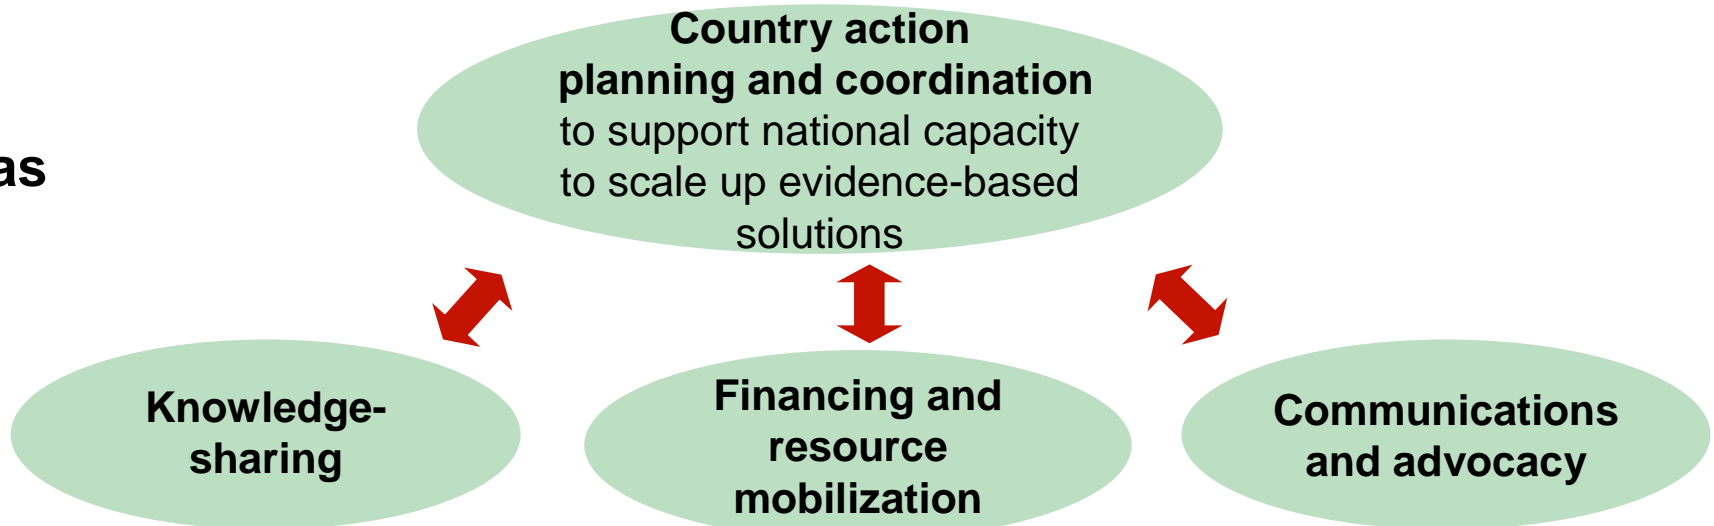 Country action
planning and coordination
to support national capacity
to scale up evidence-based
solutions
as
Knowledge-
sharing
Financing and
resource
mobilization
Communications
and advocacy